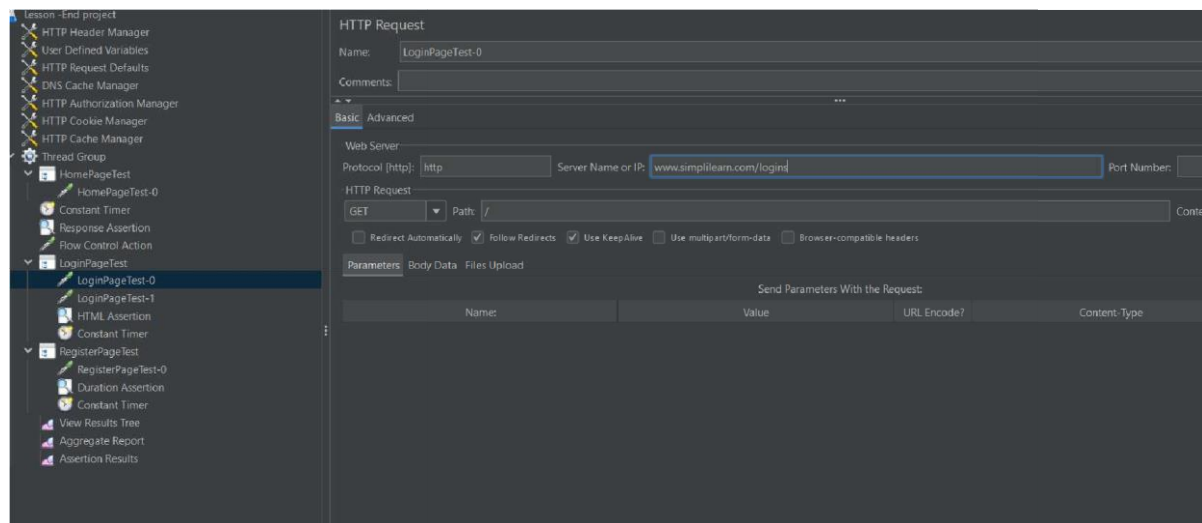 Lesson -End project
HTTP Header Manager
User Defined Variables
HTTP Request Defaults
DNS Cache Manager
HTTP Authorization Manager
HTTP Cookie Manager
HTTP Cache Manager
Thread Group
HomePageTest
HomePageTest-0
Constant Timer
Response Assertion
Flow Control Action
LoginPageTest
LoginPageTest-0
LoginPageTest-1
HTML Assertion
Constant Timer
RegisterPageTest
RegisterPageTest-0
Duration Assertion
Constant Timer
View Results Tree
Aggregate Report
Assertion Results
HTTP Request
Name: LoginPageTest-0
Comments:
Basic Advanced
Web Server
Protocol [http]: http Server Name or IP: www.simplilearn.com/logins Port Number:
HTTP Request
GET Path: / Conte
Redirect Automatically Follow Redirects Use KeepAlive Use multipart/form-data Browser-compatible headers
Parameters Body Data Files Upload
Send Parameters With the Request:
Name: Value URL Encode? Content-Type